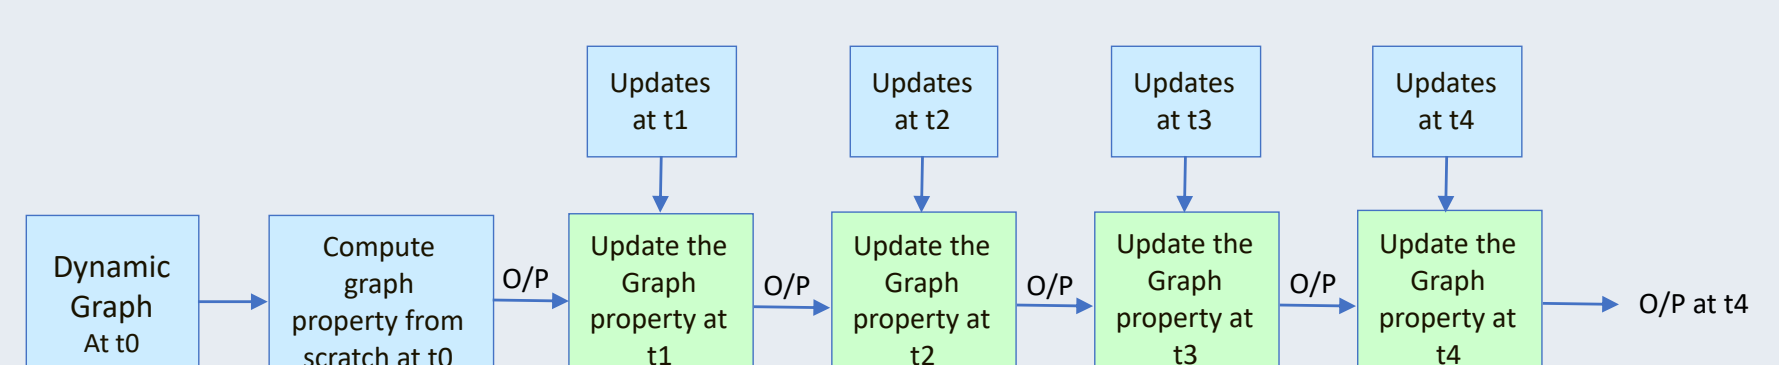 Updates
at t1
Updates
at t2
Updates
at t3
Updates
at t4
Dynamic
Graph
At t0
Compute
graph
property from
scratch at t0
O/P
Update the
Graph
property at
t1
O/P
Update the
Graph
property at
t2
O/P
Update the
Graph
property at
t3
O/P
Update the
Graph
property at
t4
O/P at t4